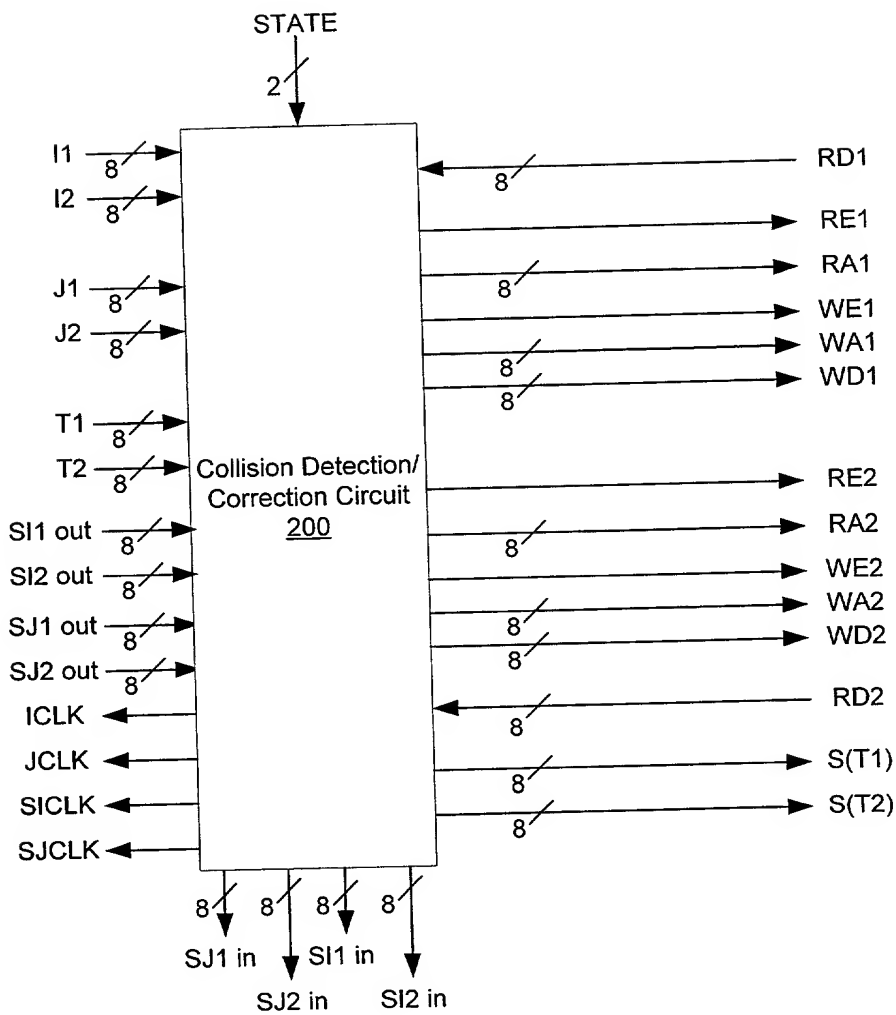 STATE
2
I1
8
I2
8
J1
8
J2
8
T1
8
T2
8
SI1 out
8
SI2 out
8
SJ1 out
8
SJ2 out
8
ICLK
JCLK
SICLK
SJCLK
Collision Detection/
Correction Circuit
200
8
RD1
RE1
8
RA1
WE1
8
WA1
8
WD1
RE2
8
RA2
WE2
8
WA2
8
WD2
8
RD2
8
S(T1)
8
S(T2)
8
8
8
8
SJ1 in
SI1 in
SJ2 in
SI2 in